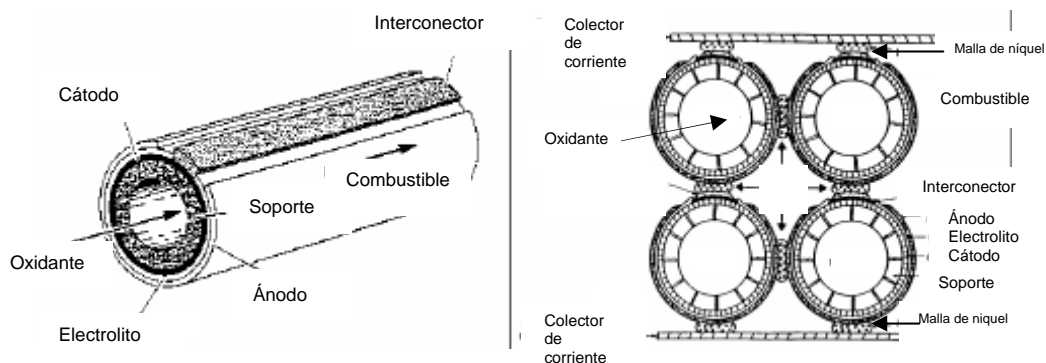 Interconector
Cátodo
Combustible
Soporte
Oxidante
Ánodo
Electrolito
Colector
de
corriente
Malla de níquel
Combustible
Oxidante
Interconector
Ánodo
Electrolito
Cátodo
Soporte
Malla de niquel
Colector
de
corriente